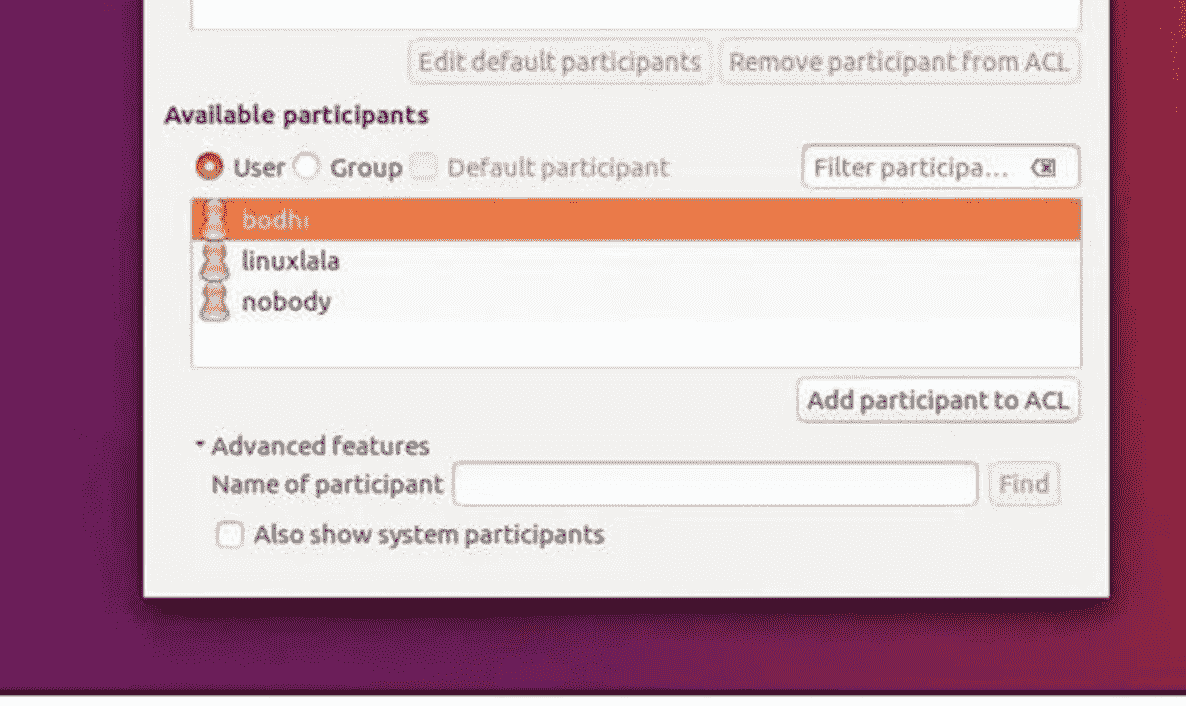 Edit default participants Remove participant from ACL
Available participants
User Group Default participant Filter participa...
bodhi
linuxlala
nobody
Add participant to ACL
Advanced features
Name of participant Find
Also show system participants